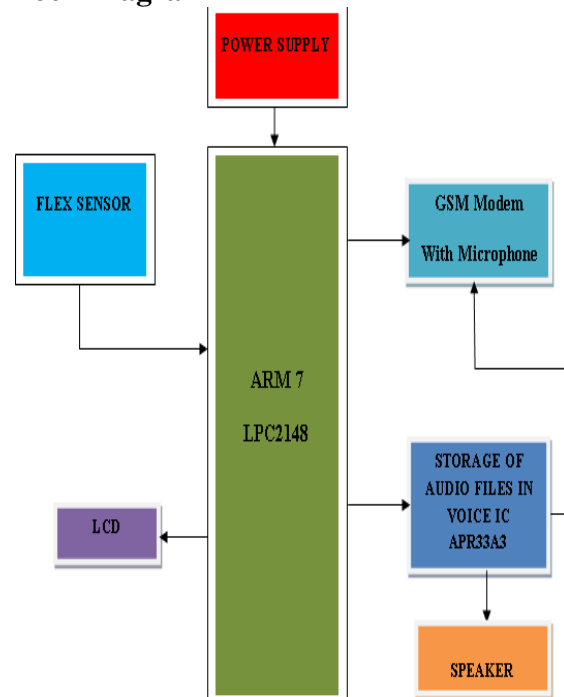 POWER SUPPLY
FLEX SENSOR
GSM Modem
With Microphone
ARM 7
LPC2148
STORAGE OF
AUDIO FILES IN
VOICE IC
APR33A3
LCD
SPEAKER